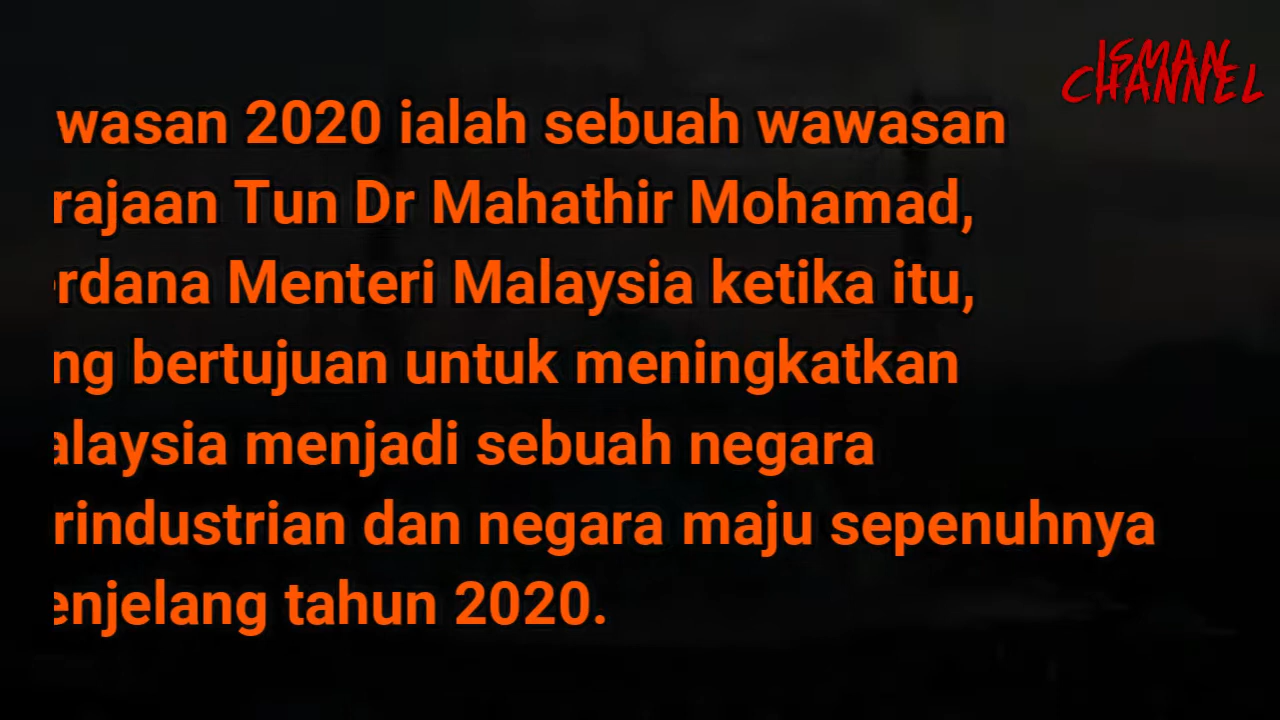 wasan 2020 ialah sebuah wawasan
rajaan Tun Dr Mahathir Mohamad,
rdana Menteri Malaysia ketika itu,
ng bertujuan untuk meningkatkan
alaysia menjadi sebuah negara
rindustrian dan negara maju sepenuhnya
enjelang tahun 2020.
ISMAN
CHANNEL